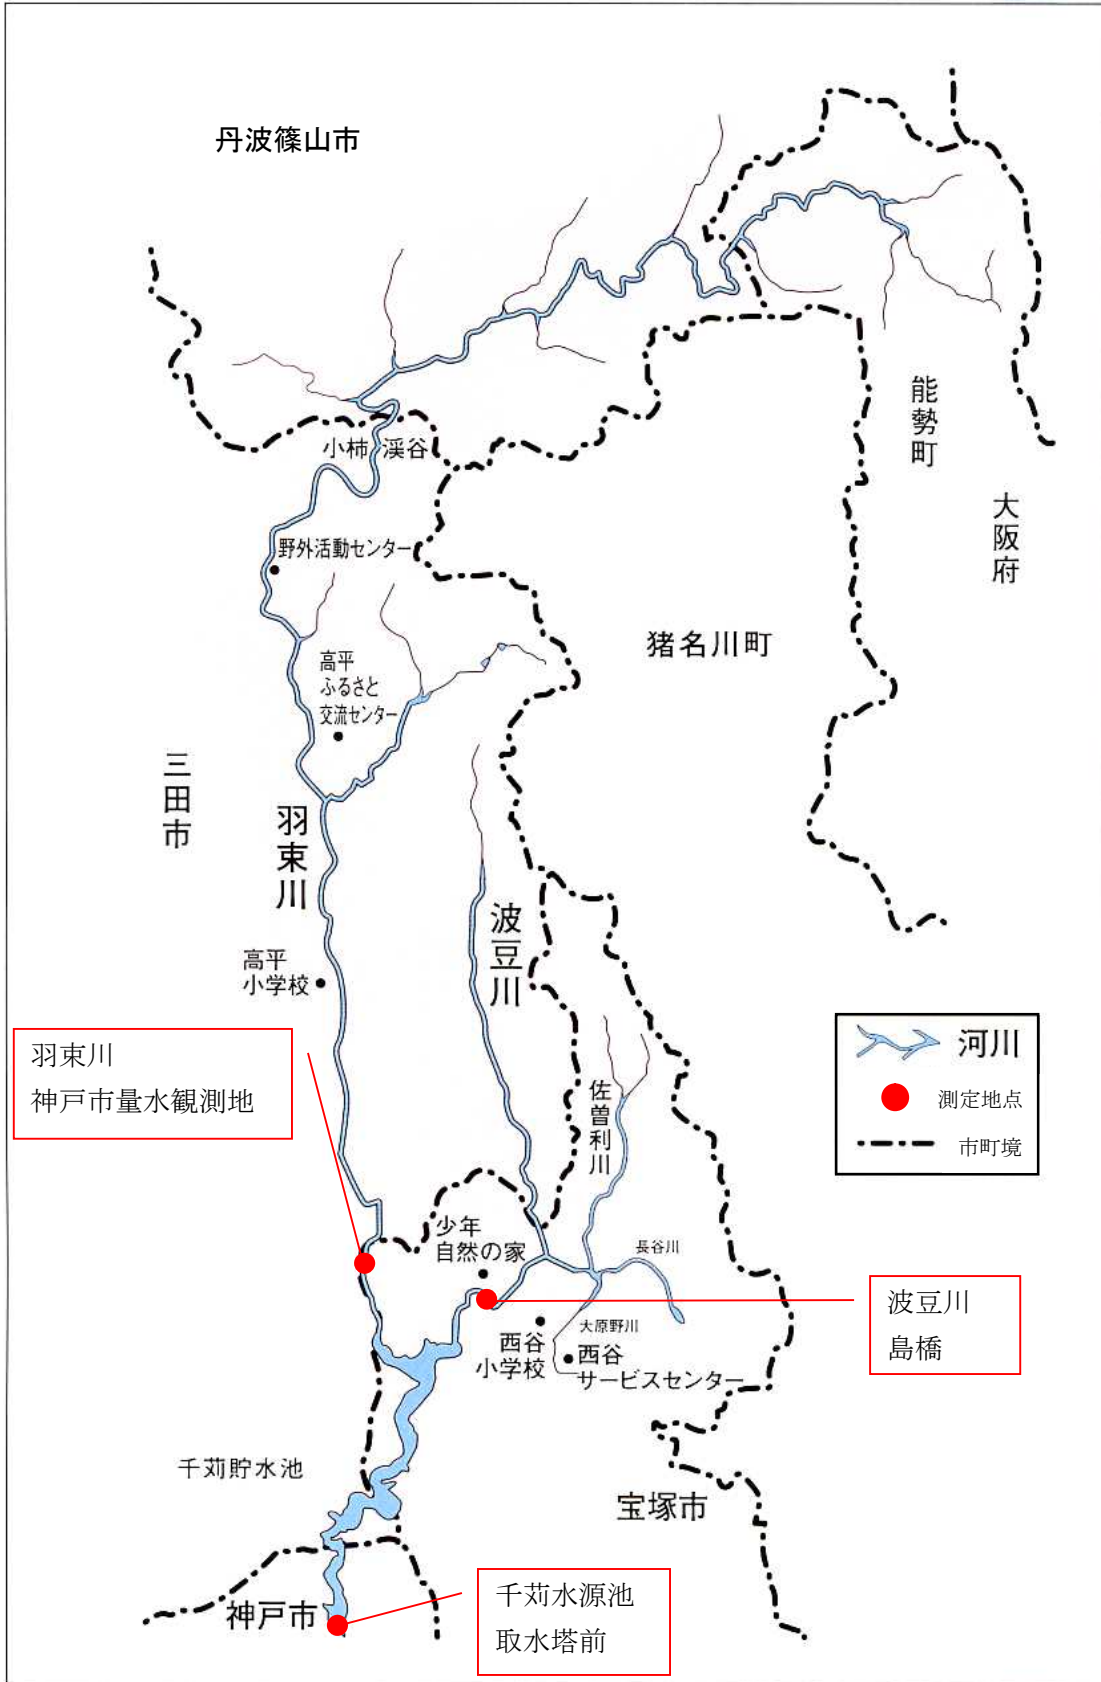 丹波篠山市
能勢町
大阪府
小柿渓谷
野外活動センター
猪名川町
高平
ふるさと
交流センター
三田市
羽束川
波豆川
高平
小学校
羽束川
神戸市量水観測地
河川
測定地点
市町境
佐曽利川
少年
自然の家
長谷川
波豆川
島橋
大原野川
西谷
小学校
西谷
サービスセンター
千苅貯水池
宝塚市
千苅水源池
取水塔前
神戸市